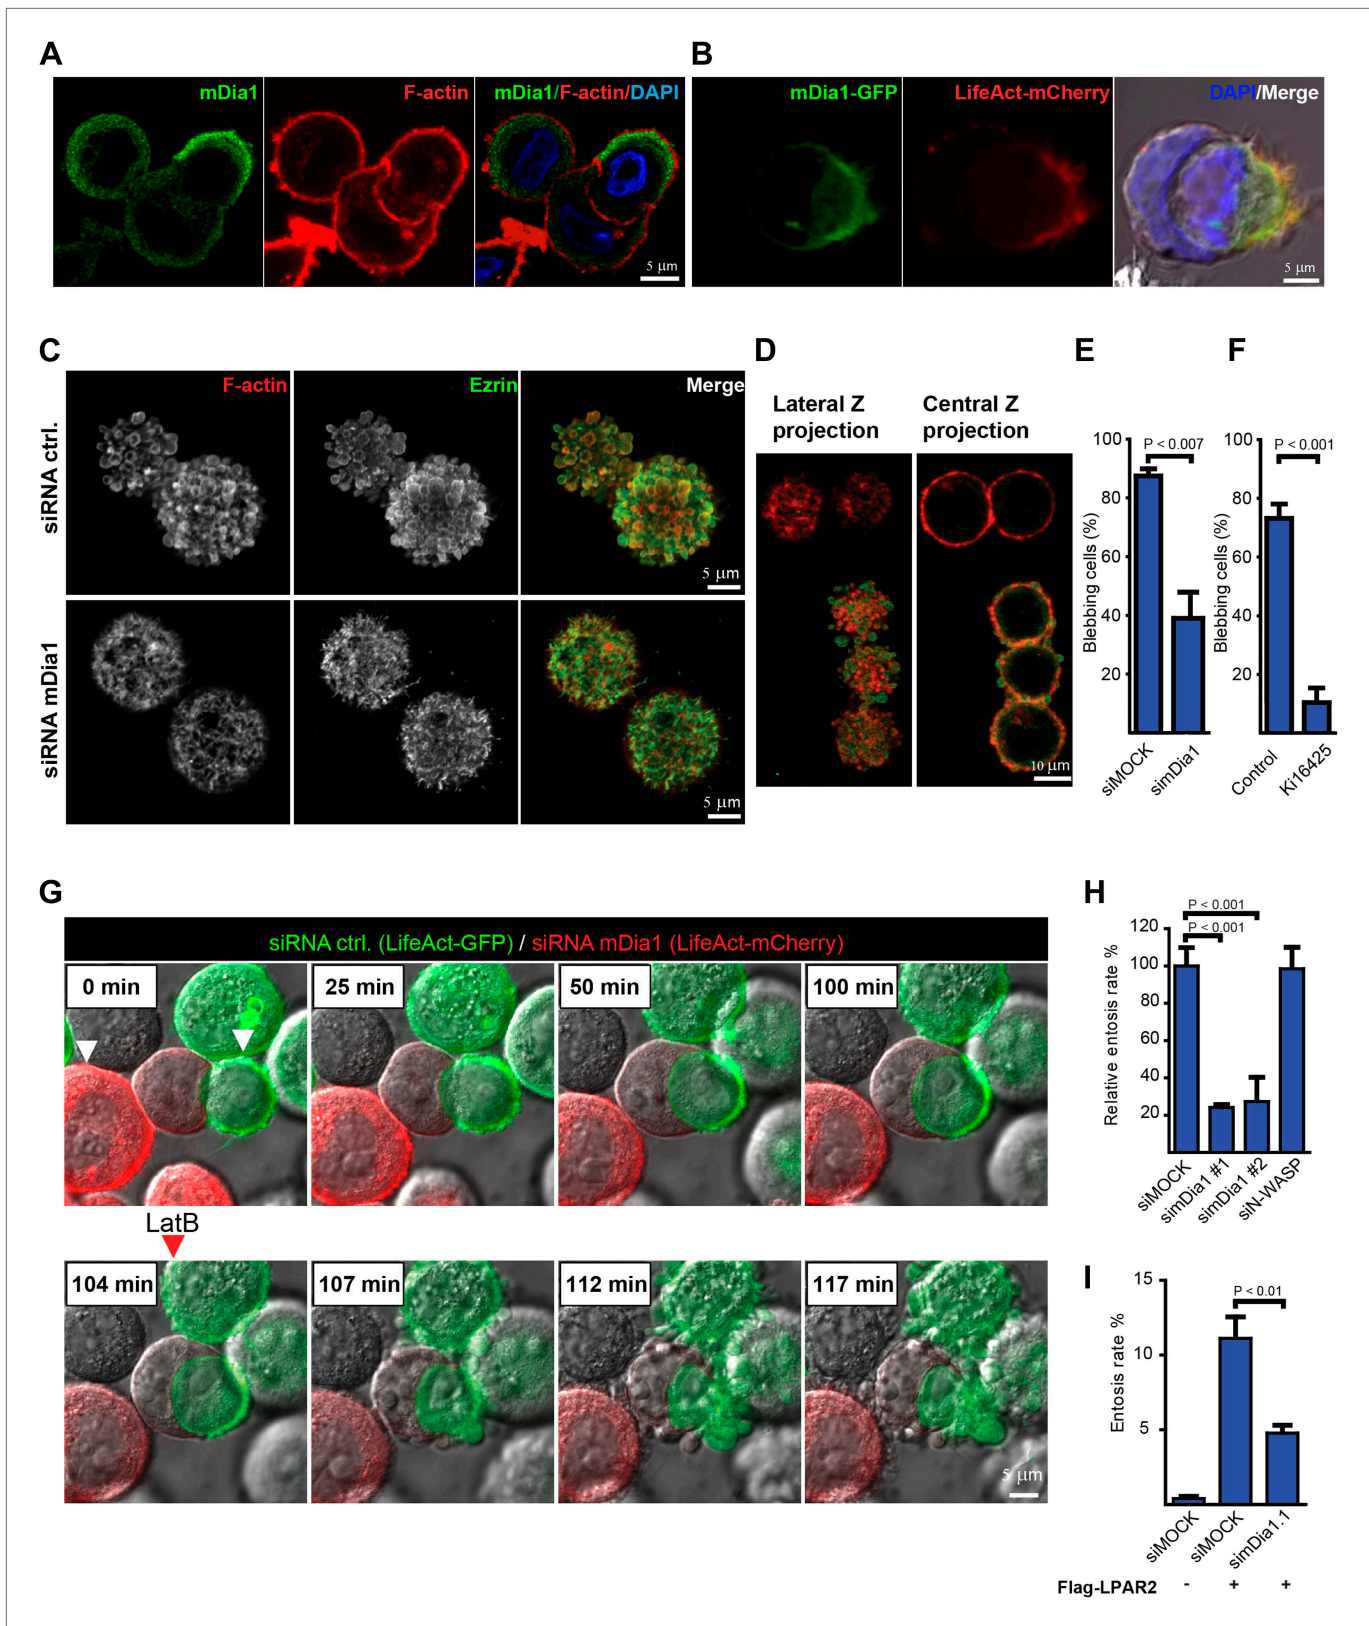 A
B
mDia1
F-actin
mDia1/F-actin/DAPI
5 µm
mDia1-GFP
LifeAct-mCherry
DAPI/Merge
5 µm
C
F-actin
Ezrin
Merge
siRNA ctrl.
5 µm
siRNA mDia1
5 µm
D
Lateral Z
projection
Central Z
projection
10 µm
E
Blebbing cells (%)
100
80
60
40
20
P < 0.007
siMOCK
simDia1
F
Blebbing cells (%)
100
80
60
40
20
P < 0.001
Control
Ki16425
G
siRNA ctrl. (LifeAct-GFP) / siRNA mDia1 (LifeAct-mCherry)
0 min
25 min
50 min
100 min
LatB
104 min
107 min
112 min
117 min
5 µm
H
Relative entosis rate %
120
100
80
60
40
20
P < 0.001
P < 0.001
siMOCK
simDia1 #1
simDia1 #2
siN-WASP
I
Entosis rate %
15
10
5
P < 0.01
siMOCK
siMOCK
simDia1.1
Flag-LPAR2 - + +